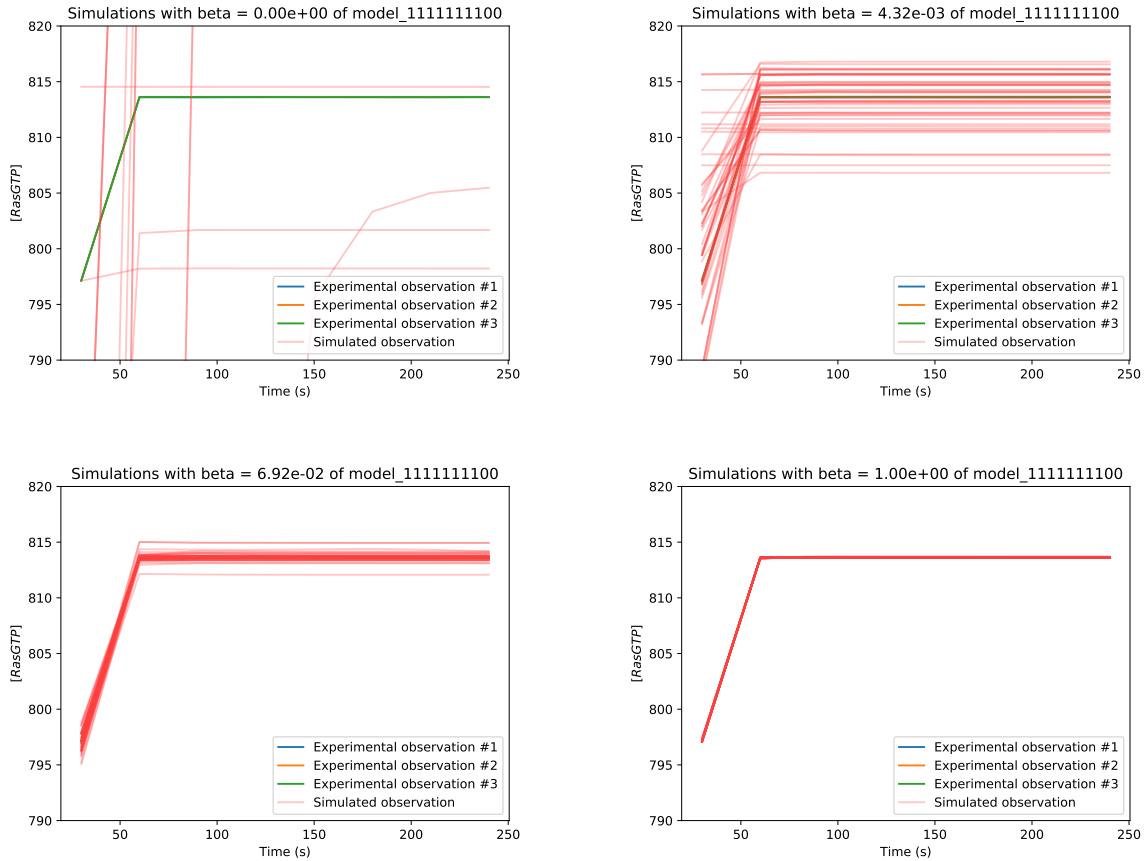 Simulations with beta = 0.00e+00 of model_1111111100
820
815
810
805
800
795
790
[RasGTP]
50
100
150
200
250
Time (s)
Experimental observation #1
Experimental observation #2
Experimental observation #3
Simulated observation
Simulations with beta = 4.32e-03 of model_1111111100
820
815
810
805
800
795
790
[RasGTP]
50
100
150
200
250
Time (s)
Experimental observation #1
Experimental observation #2
Experimental observation #3
Simulated observation
Simulations with beta = 6.92e-02 of model_1111111100
820
815
810
805
800
795
790
[RasGTP]
50
100
150
200
250
Time (s)
Experimental observation #1
Experimental observation #2
Experimental observation #3
Simulated observation
Simulations with beta = 1.00e+00 of model_1111111100
820
815
810
805
800
795
790
[RasGTP]
50
100
150
200
250
Time (s)
Experimental observation #1
Experimental observation #2
Experimental observation #3
Simulated observation